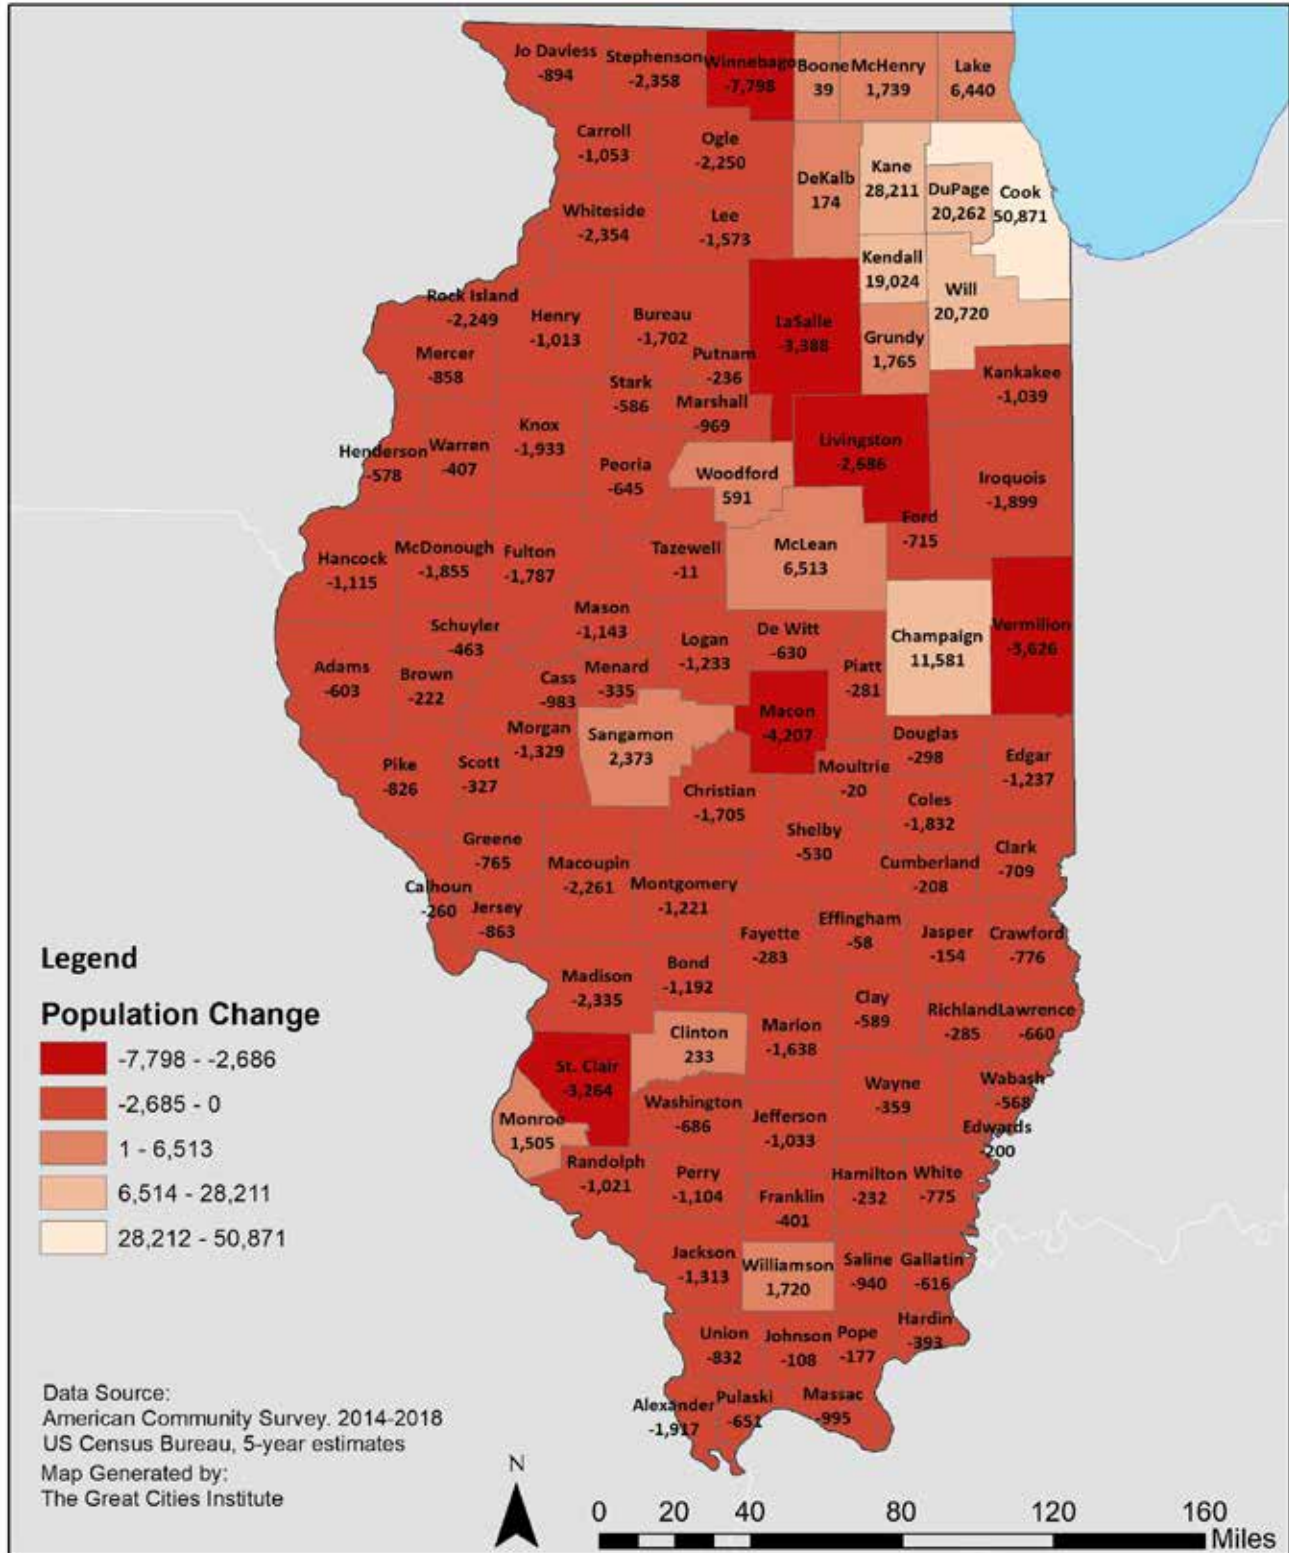 Jo Daviess
-894
Stephenson
-2,358
Winnebago
-7,798
Boone
39
McHenry
1,739
Lake
6,440
Carroll
-1,053
Ogle
-2,250
DeKalb
174
Kane
28,211
DuPage
20,262
Cook
50,871
Whiteside
-2,354
Lee
-1,573
Kendall
19,024
Will
20,720
Rock Island
-2,249
Henry
-1,013
Bureau
-1,702
Putnam
-236
LaSalle
-3,388
Grundy
1,765
Kankakee
-1,039
Mercer
-858
Stark
-586
Marshall
-969
Knox
-1,933
Henderson
-578
Warren
-407
Peoria
-645
Woodford
591
Livingston
-2,686
Iroquois
-1,899
Ford
-715
Hancock
-1,115
McDonough
-1,855
Fulton
-1,787
Tazewell
-11
McLean
6,513
Mason
-1,143
Schuyler
-463
Logan
-1,233
De Witt
-630
Champaign
11,581
Vermilion
-3,626
Adams
-603
Brown
-222
Cass
-983
Menard
-335
Piatt
-281
Macon
-4,207
Morgan
-1,329
Sangamon
2,373
Douglas
-298
Edgar
-1,237
Pike
-826
Scott
-327
Christian
-1,705
Moultrie
-20
Coles
-1,832
Shelby
-530
Greene
-765
Macoupin
-2,261
Montgomery
-1,221
Cumberland
-208
Clark
-709
Calhoun
-260
Jersey
-863
Fayette
-283
Effingham
-58
Jasper
-154
Crawford
-776
Madison
-2,335
Bond
-1,192
Clay
-589
Richland
-285
Lawrence
-660
Clinton
233
Marion
-1,638
St. Clair
-3,264
Wayne
-359
Wabash
-568
Edwards
-200
Monroe
1,505
Washington
-686
Jefferson
-1,033
Randolph
-1,021
Perry
-1,104
Franklin
-401
Hamilton
-232
White
-775
Jackson
-1,313
Williamson
1,720
Saline
-940
Gallatin
-616
Union
-832
Johnson
-108
Pope
-177
Hardin
-393
Alexander
-1,917
Pulaski
-651
Massac
-995
Legend
Population Change
-7,798 - -2,686
-2,685 - 0
1 - 6,513
6,514 - 28,211
28,212 - 50,871
Data Source:
American Community Survey. 2014-2018
US Census Bureau, 5-year estimates
Map Generated by:
The Great Cities Institute
N
0 20 40 80 120 160
Miles